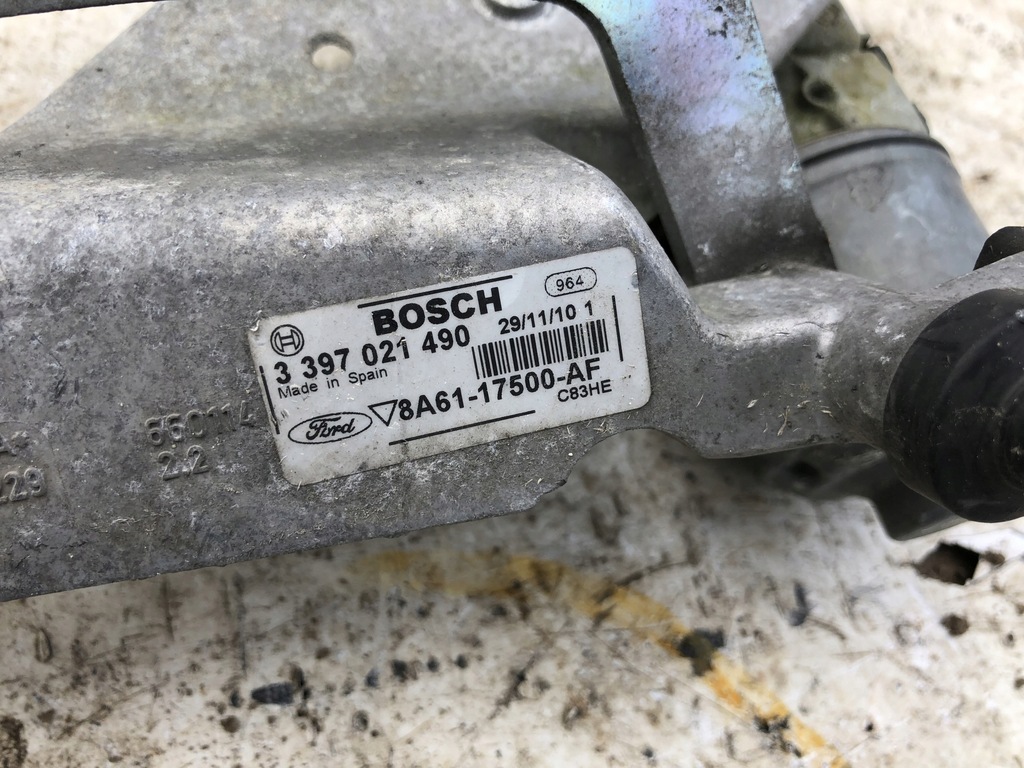 BOSCH
964
3 397 021 490
29/11/10 1
Made in Spain
Ford
8A61-17500-AF
C83HE
2.2
229